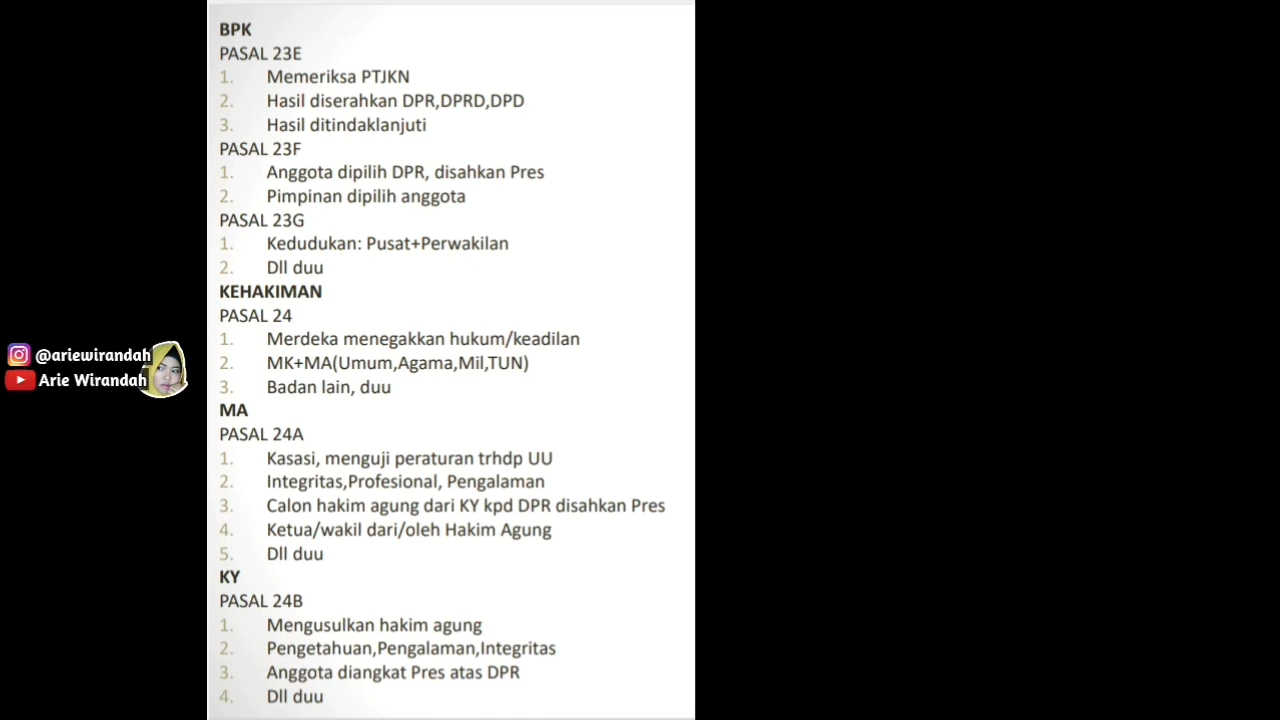 BPK
PASAL 23E
1. Memeriksa PTJKN
2. Hasil diserahkan DPR,DPRD,DPD
3. Hasil ditindaklanjuti
PASAL 23F
1. Anggota dipilih DPR, disahkan Pres
2. Pimpinan dipilih anggota
PASAL 23G
1. Kedudukan: Pusat+Perwakilan
2. Dll duu
KEHAKIMAN
PASAL 24
1. Merdeka menegakkan hukum/keadilan
2. MK+MA(Umum,Agama,Mil,TUN)
3. Badan lain, duu
MA
PASAL 24A
1. Kasasi, menguji peraturan trhdp UU
2. Integritas,Profesional, Pengalaman
3. Calon hakim agung dari KY kpd DPR disahkan Pres
4. Ketua/wakil dari/oleh Hakim Agung
5. Dll duu
KY
PASAL 24B
1. Mengusulkan hakim agung
2. Pengetahuan,Pengalaman,Integritas
3. Anggota diangkat Pres atas DPR
4. Dll duu
@ariewirandah
Arie Wirandah